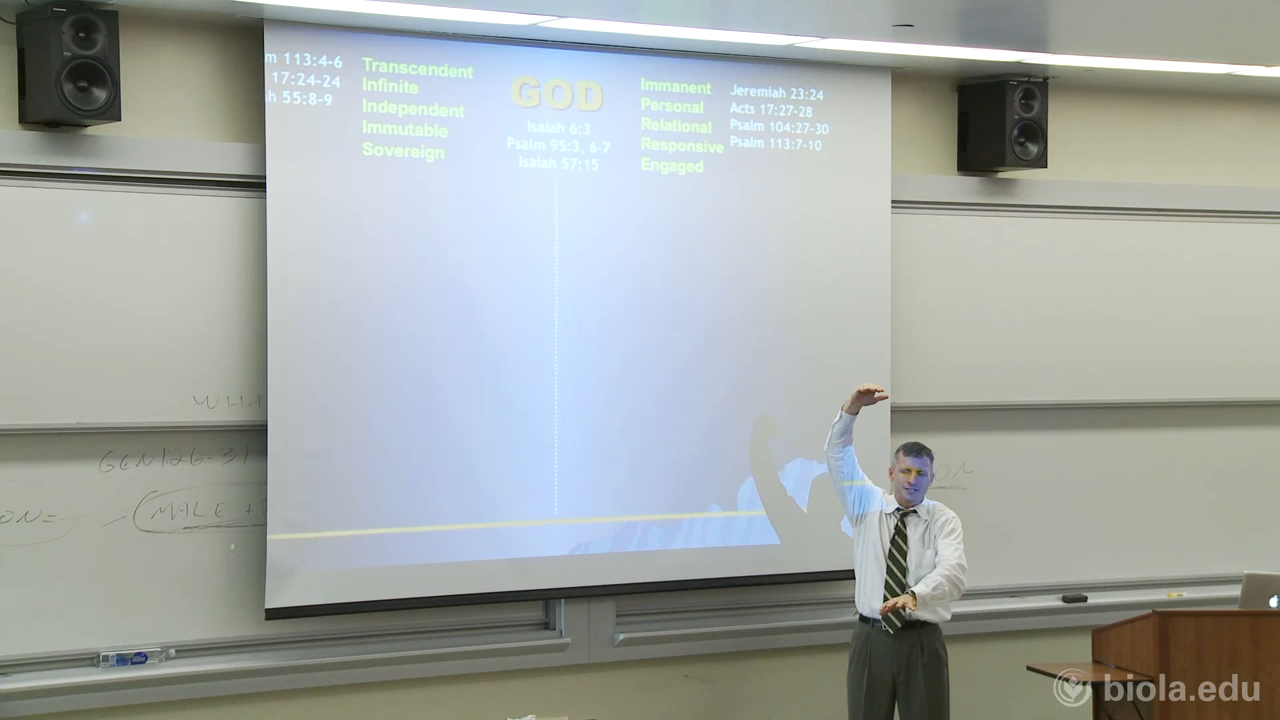 m 113:4-6
17:24-24
h 55:8-9
Transcendent
Infinite
Independent
Immutable
Sovereign
GOD
Isaiah 6:3
Psalm 95:3, 6-7
Isaiah 57:15
Immanent
Personal
Relational
Responsive
Engaged
Jeremiah 23:24
Acts 17:27-28
Psalm 104:27-30
Psalm 113:7-10
GEN 1:26-31
MALE +
biola.edu